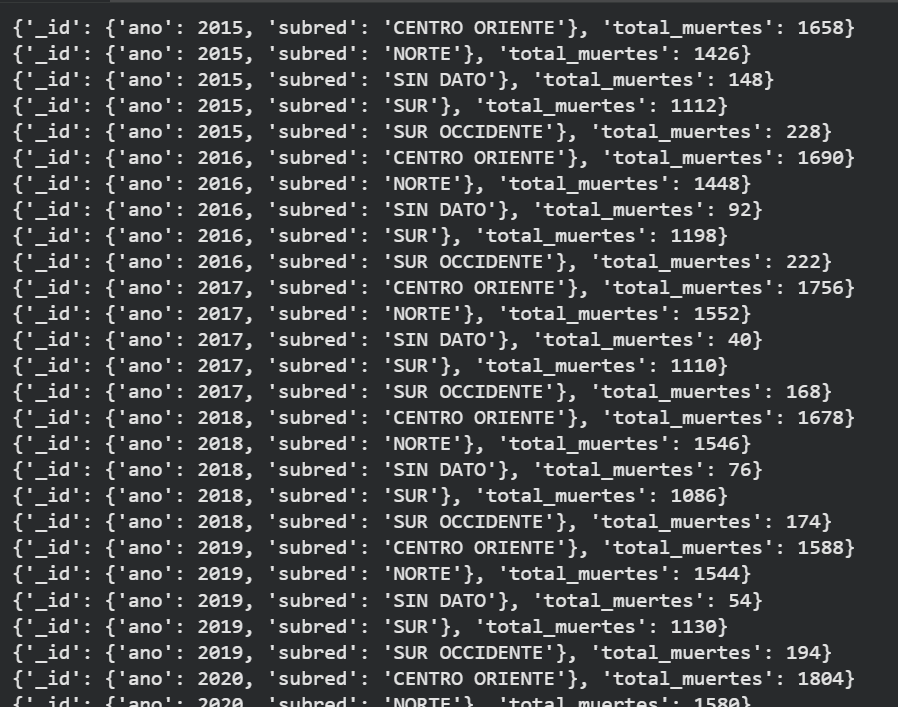 {'_id': {'ano': 2015, 'subred': 'CENTRO ORIENTE'}, 'total_muertes': 1658}
{'_id': {'ano': 2015, 'subred': 'NORTE'}, 'total_muertes': 1426}
{'_id': {'ano': 2015, 'subred': 'SIN DATO'}, 'total_muertes': 148}
{'_id': {'ano': 2015, 'subred': 'SUR'}, 'total_muertes': 1112}
{'_id': {'ano': 2015, 'subred': 'SUR OCCIDENTE'}, 'total_muertes': 228}
{'_id': {'ano': 2016, 'subred': 'CENTRO ORIENTE'}, 'total_muertes': 1690}
{'_id': {'ano': 2016, 'subred': 'NORTE'}, 'total_muertes': 1448}
{'_id': {'ano': 2016, 'subred': 'SIN DATO'}, 'total_muertes': 92}
{'_id': {'ano': 2016, 'subred': 'SUR'}, 'total_muertes': 1198}
{'_id': {'ano': 2016, 'subred': 'SUR OCCIDENTE'}, 'total_muertes': 222}
{'_id': {'ano': 2017, 'subred': 'CENTRO ORIENTE'}, 'total_muertes': 1756}
{'_id': {'ano': 2017, 'subred': 'NORTE'}, 'total_muertes': 1552}
{'_id': {'ano': 2017, 'subred': 'SIN DATO'}, 'total_muertes': 40}
{'_id': {'ano': 2017, 'subred': 'SUR'}, 'total_muertes': 1110}
{'_id': {'ano': 2017, 'subred': 'SUR OCCIDENTE'}, 'total_muertes': 168}
{'_id': {'ano': 2018, 'subred': 'CENTRO ORIENTE'}, 'total_muertes': 1678}
{'_id': {'ano': 2018, 'subred': 'NORTE'}, 'total_muertes': 1546}
{'_id': {'ano': 2018, 'subred': 'SIN DATO'}, 'total_muertes': 76}
{'_id': {'ano': 2018, 'subred': 'SUR'}, 'total_muertes': 1086}
{'_id': {'ano': 2018, 'subred': 'SUR OCCIDENTE'}, 'total_muertes': 174}
{'_id': {'ano': 2019, 'subred': 'CENTRO ORIENTE'}, 'total_muertes': 1588}
{'_id': {'ano': 2019, 'subred': 'NORTE'}, 'total_muertes': 1544}
{'_id': {'ano': 2019, 'subred': 'SIN DATO'}, 'total_muertes': 54}
{'_id': {'ano': 2019, 'subred': 'SUR'}, 'total_muertes': 1130}
{'_id': {'ano': 2019, 'subred': 'SUR OCCIDENTE'}, 'total_muertes': 194}
{'_id': {'ano': 2020, 'subred': 'CENTRO ORIENTE'}, 'total_muertes': 1804}
{'_id': {'ano': 2020, 'subred': 'NORTE'}, 'total_muertes': 1580}